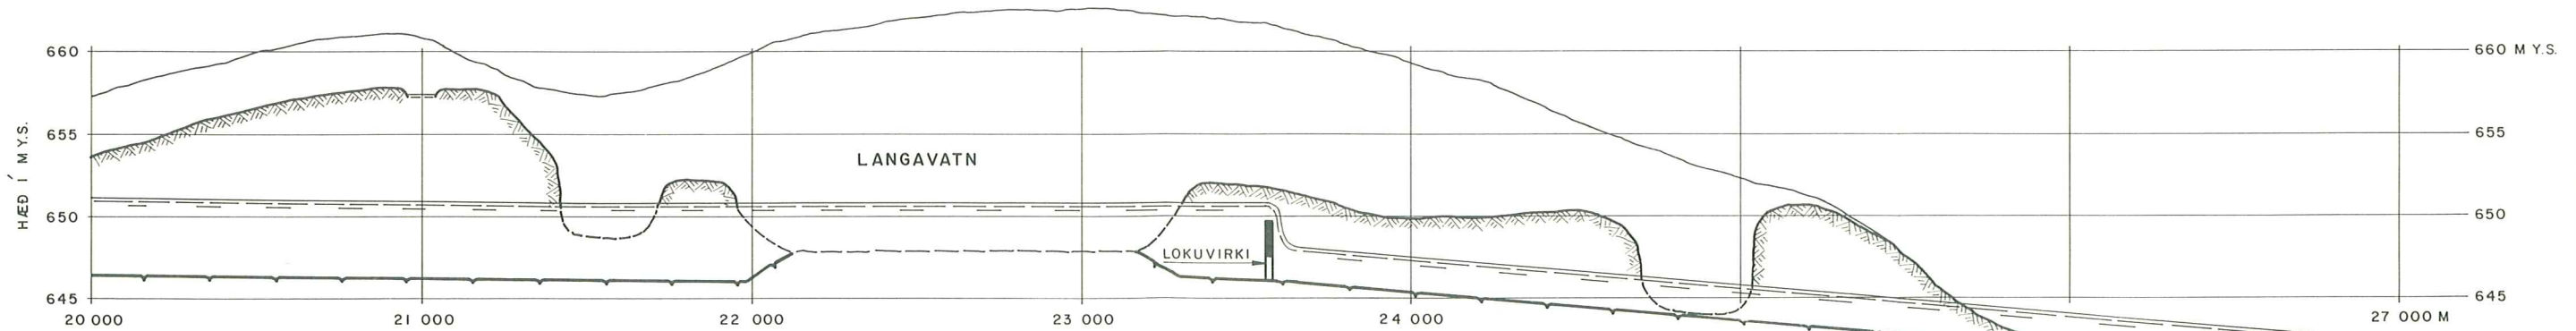 660
660 M Y.S.
655
655
HÆÐ Í M Y.S.
LANGAVATN
650
650
LOKUVIRKI
645
645
20 000
21 000
22 000
23 000
24 000
27 000 M